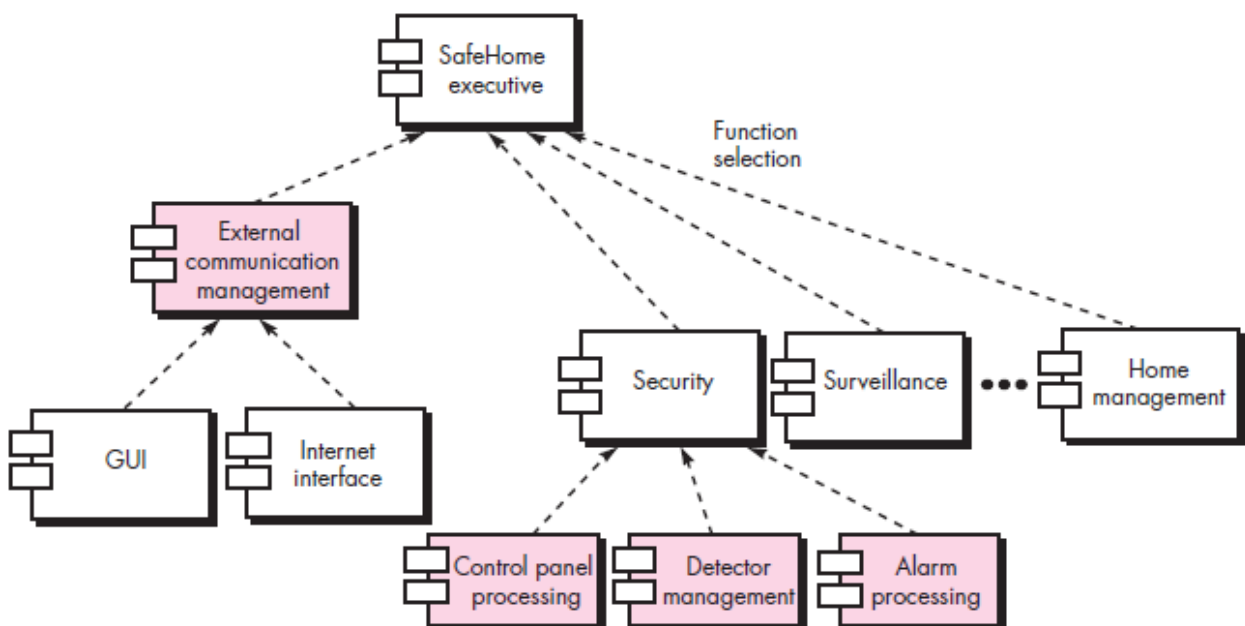 SafeHome
executive
Function
selection
External
communication
management
Security
Surveillance
Home
management
GUI
Internet
interface
Control panel
processing
Detector
management
Alarm
processing